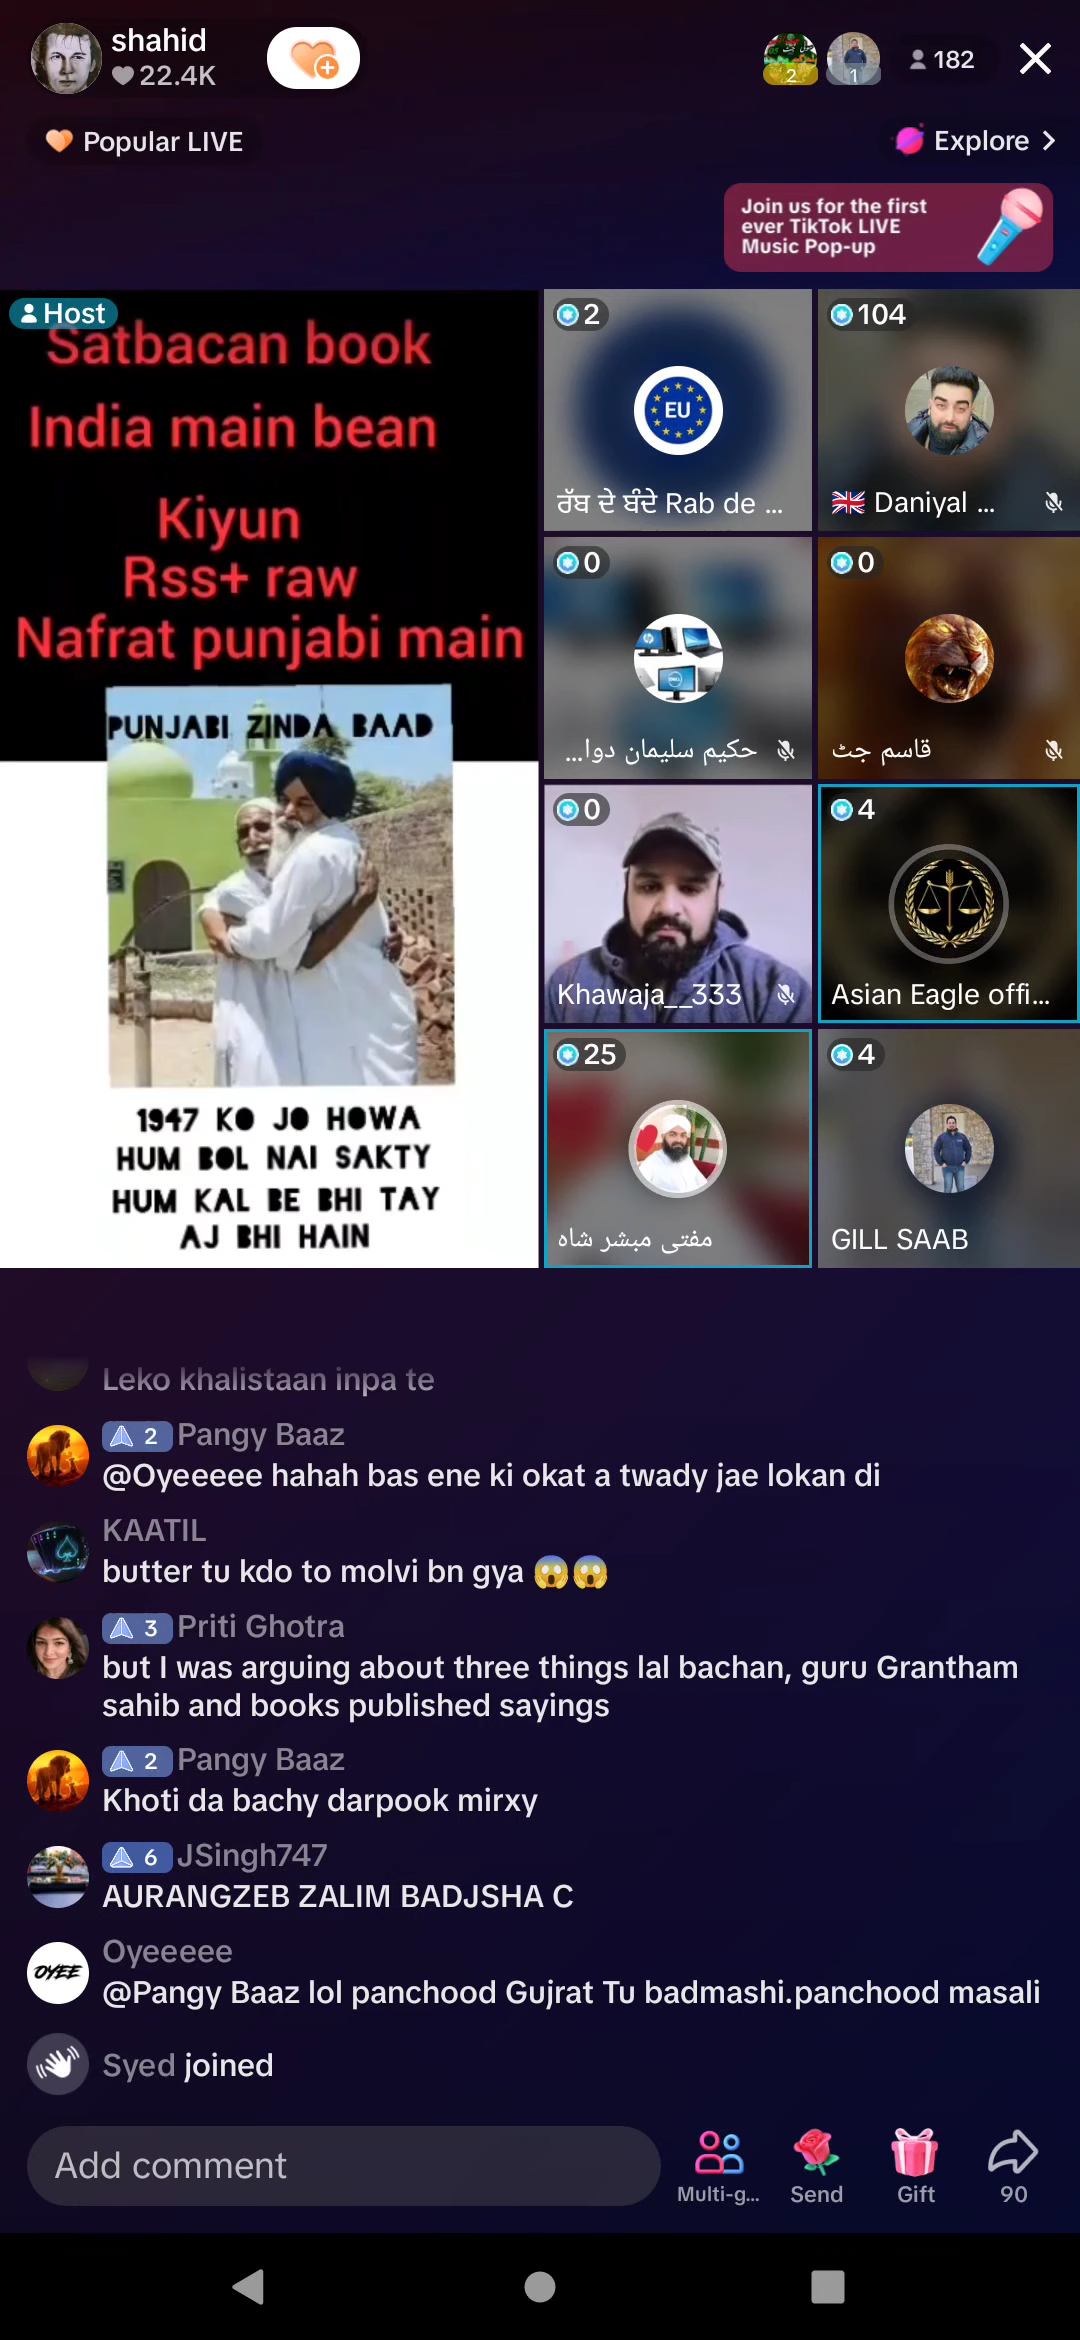 shahid
22.4K
2
1
182
Popular LIVE
Explore
Join us for the first
ever TikTok LIVE
Music Pop-up
Host
Satbacan book
India main bean
Kiyun
Rss+ raw
Nafrat punjabi main
PUNJABI ZINDA BAAD
1947 KO JO HOWA
HUM BOL NAI SAKTY
HUM KAL BE BHI TAY
AJ BHI HAIN
2
EU
ਰੱਬ ਦੇ ਬੰਦੇ Rab de ...
104
🇬🇧 Daniyal ...
0
حکیم سلیمان دوا...
0
قاسم جٹ
0
Khawaja__333
4
Asian Eagle offi...
25
مفتی مبشر شاہ
4
GILL SAAB
Leko khalistaan inpa te
2 Pangy Baaz
@Oyeeeee hahah bas ene ki okat a twady jae lokan di
KAATIL
butter tu kdo to molvi bn gya 😱😱
3 Priti Ghotra
but I was arguing about three things lal bachan, guru Grantham
sahib and books published sayings
2 Pangy Baaz
Khoti da bachy darpook mirxy
6 JSingh747
AURANGZEB ZALIM BADJSHA C
OYEE
Oyeeeee
@Pangy Baaz lol panchood Gujrat Tu badmashi.panchood masali
Syed joined
Add comment
Multi-g...
Send
Gift
90